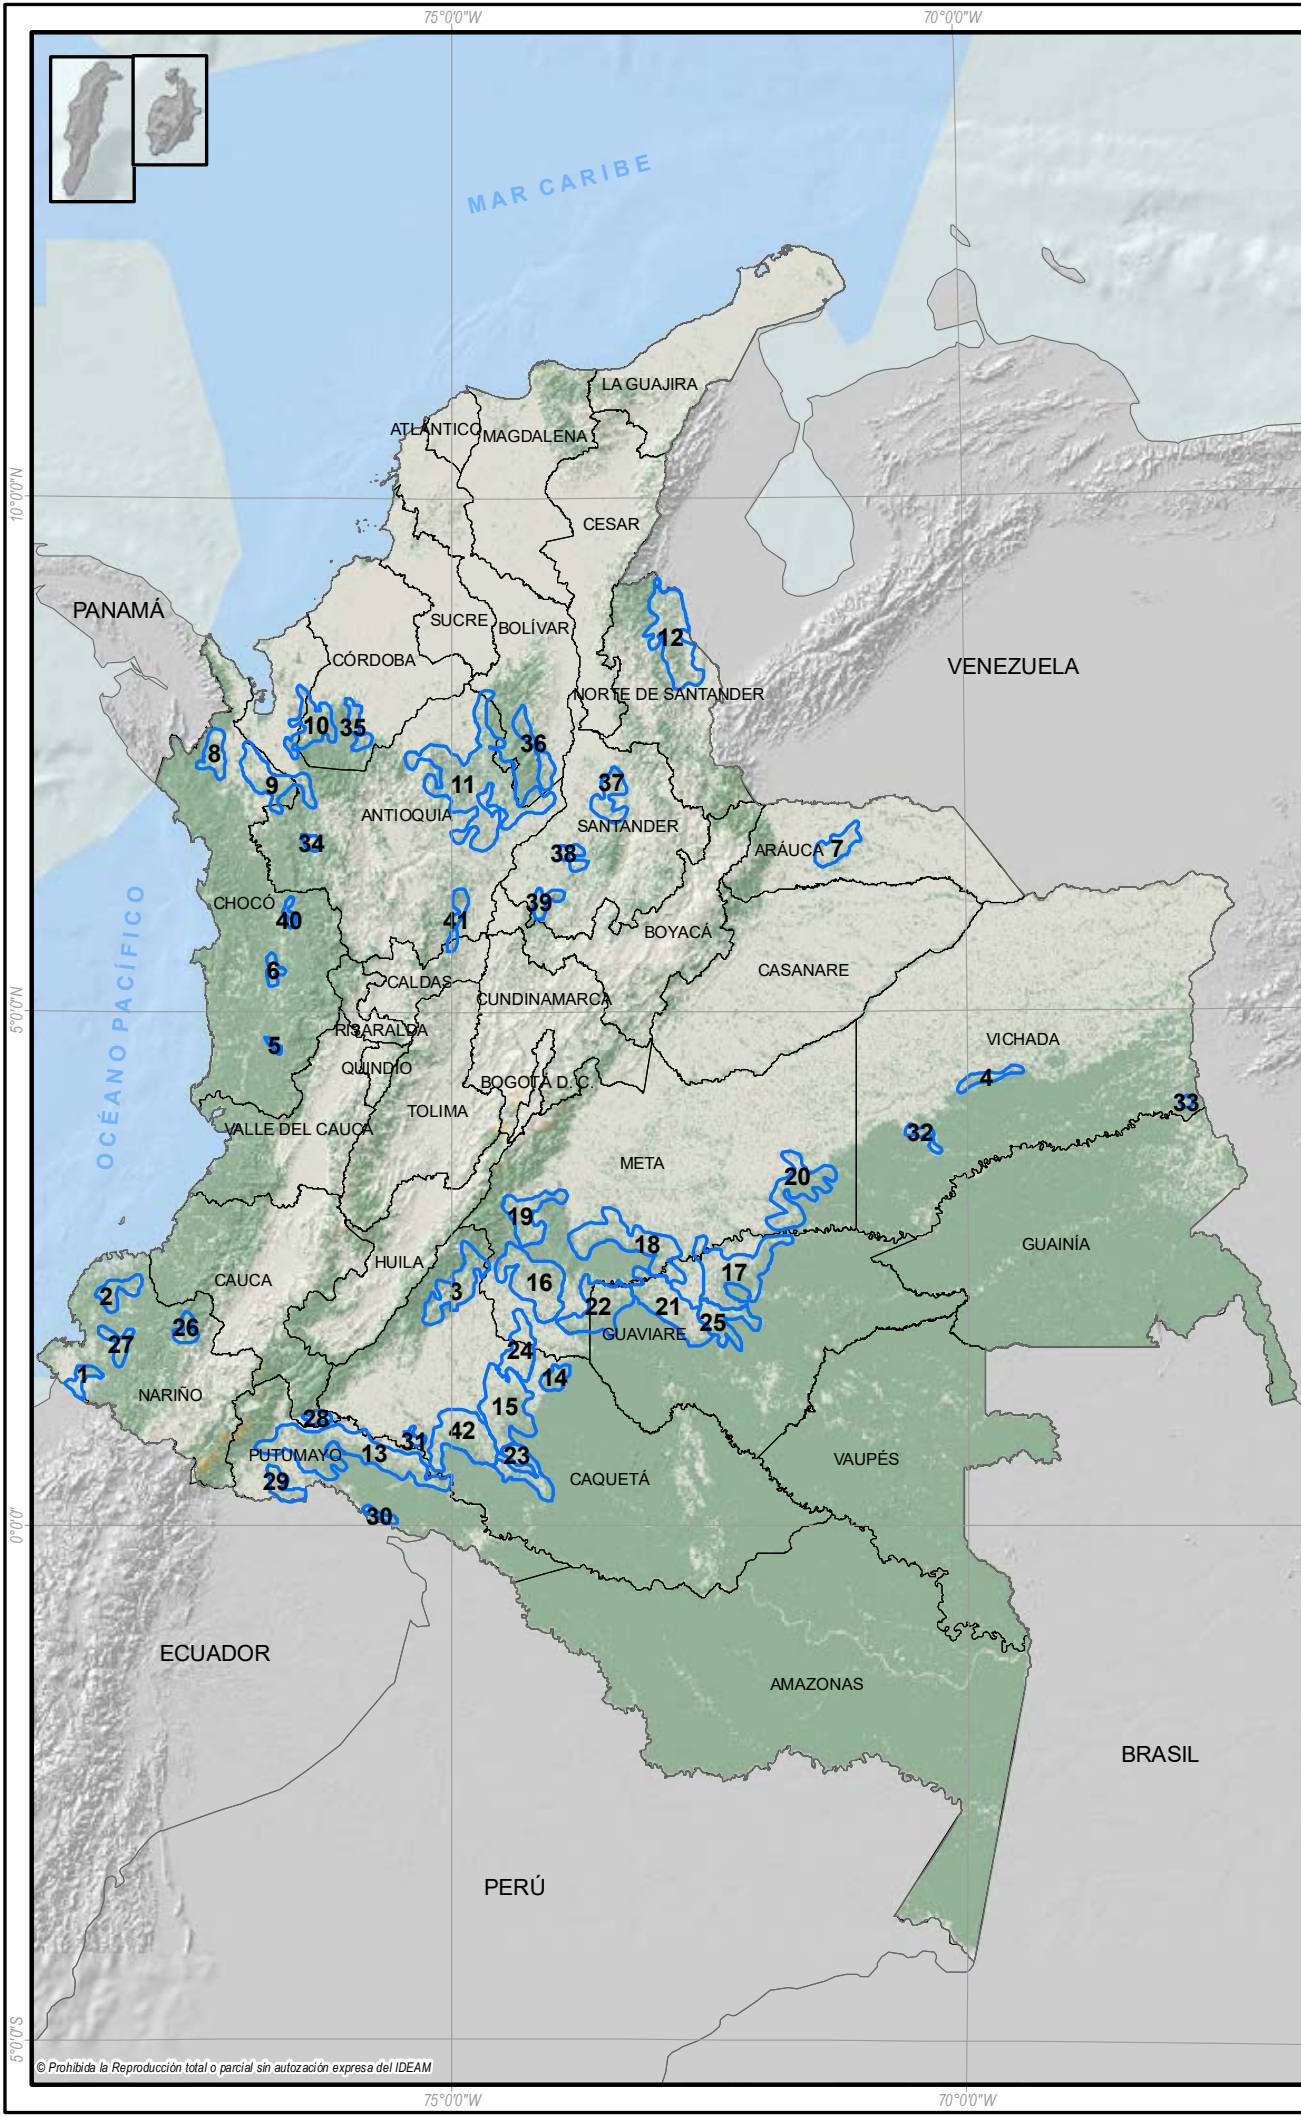 75°0'0"W
70°0'0"W
MAR CARIBE
LA GUAJIRA
ATLÁNTICO
MAGDALENA
10°0'0"N
CESAR
PANAMÁ
SUCRE
BOLÍVAR
12
CÓRDOBA
VENEZUELA
NORTE DE SANTANDER
10
35
8
36
9
11
37
ANTIOQUIA
SANTANDER
34
38
ARÁUCA
7
CHOCÓ
39
40
41
BOYACÁ
OCÉANO PACÍFICO
6
CALDAS
CUNDINAMARCA
CASANARE
5°0'0"N
RISARALDA
5
VICHADA
QUINDÍO
BOGOTÁ D. C.
4
TOLIMA
33
VALLE DEL CAUCA
32
META
20
19
18
GUAINÍA
HUILA
CAUCA
16
17
3
2
22
21
26
25
GUAVIARE
27
24
1
14
NARIÑO
15
28
42
31
PUTUMAYO
13
23
VAUPÉS
29
CAQUETÁ
30
0°0'0"
ECUADOR
AMAZONAS
BRASIL
PERÚ
5°0'0"S
© Prohibida la Reproducción total o parcial sin autozación expresa del IDEAM
75°0'0"W
70°0'0"W